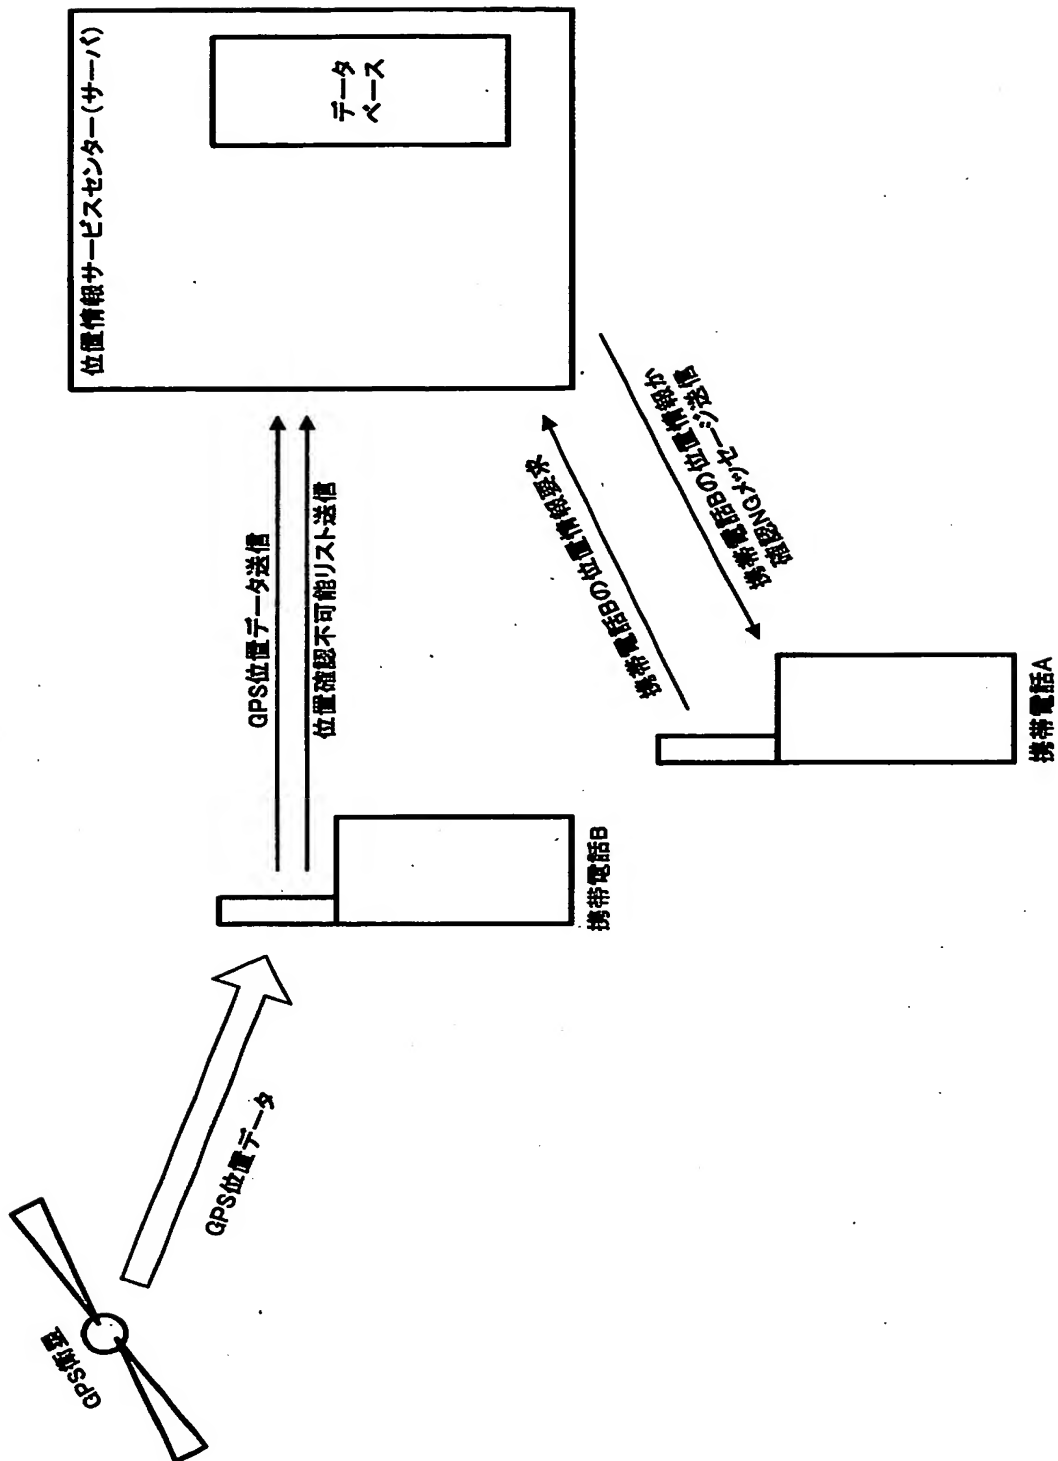 位置情報サービスセンター(サーバ)
データ
ベース
GPS位置データ送信
位置確認不可能リスト送信
携帯電話Bの位置情報要求
携帯電話Bの位置情報か
確認NGメッセージ送信
GPS衛星
GPS位置データ
携帯電話B
携帯電話A